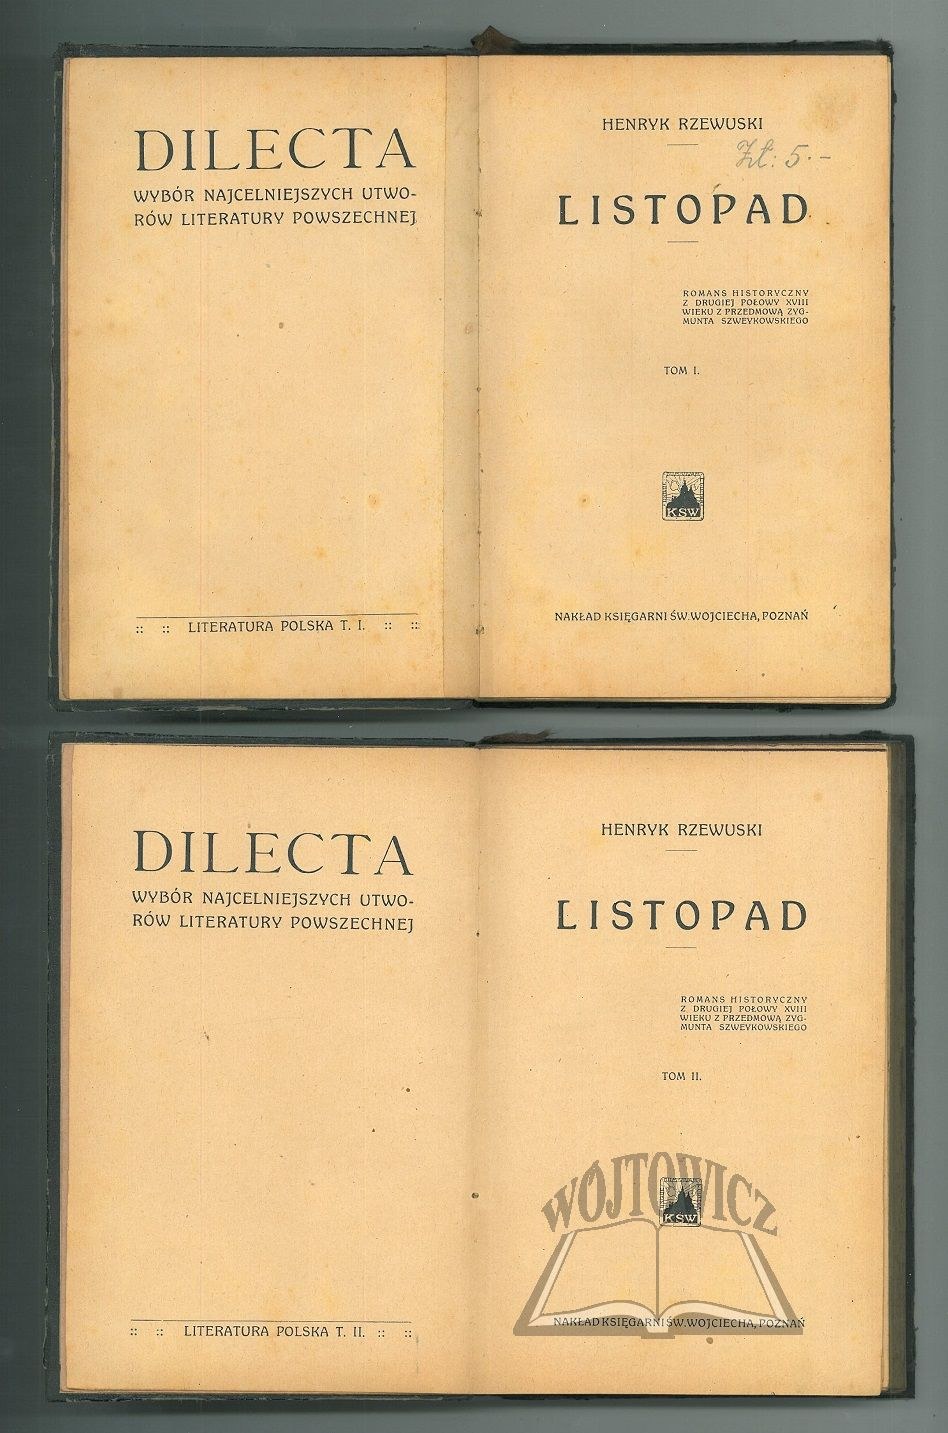 DILECTA
WYBÓR NAJCELNIEJSZYCH UTWO-
RÓW LITERATURY POWSZECHNEJ
:: :: LITERATURA POLSKA T. I. :: ::
HENRYK RZEWUSKI
Zł: 5.-
LISTOPAD
ROMANS HISTORYCZNY
Z DRUGIEJ POŁOWY XVIII
WIEKU Z PRZEDMOWĄ ZYG-
MUNTA SZWEYKOWSKIEGO
TOM I.
KSW
NAKŁAD KSIĘGARNI ŚW. WOJCIECHA, POZNAŃ
DILECTA
WYBÓR NAJCELNIEJSZYCH UTWO-
RÓW LITERATURY POWSZECHNEJ
:: :: LITERATURA POLSKA T. II. :: ::
HENRYK RZEWUSKI
LISTOPAD
ROMANS HISTORYCZNY
Z DRUGIEJ POŁOWY XVIII
WIEKU Z PRZEDMOWĄ ZYG-
MUNTA SZWEYKOWSKIEGO
TOM II.
WÓJTOWICZ
KSW
NAKŁAD KSIĘGARNI ŚW. WOJCIECHA, POZNAŃ